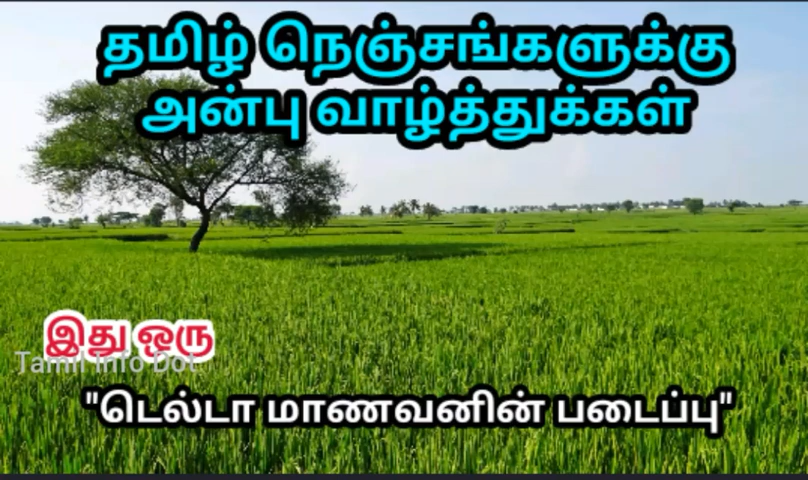 தமிழ் நெஞ்சங்களுக்கு
அன்பு வாழ்த்துக்கள்
இது ஒரு
Tamil Info Dot
"டெல்டா மாணவனின் படைப்பு"